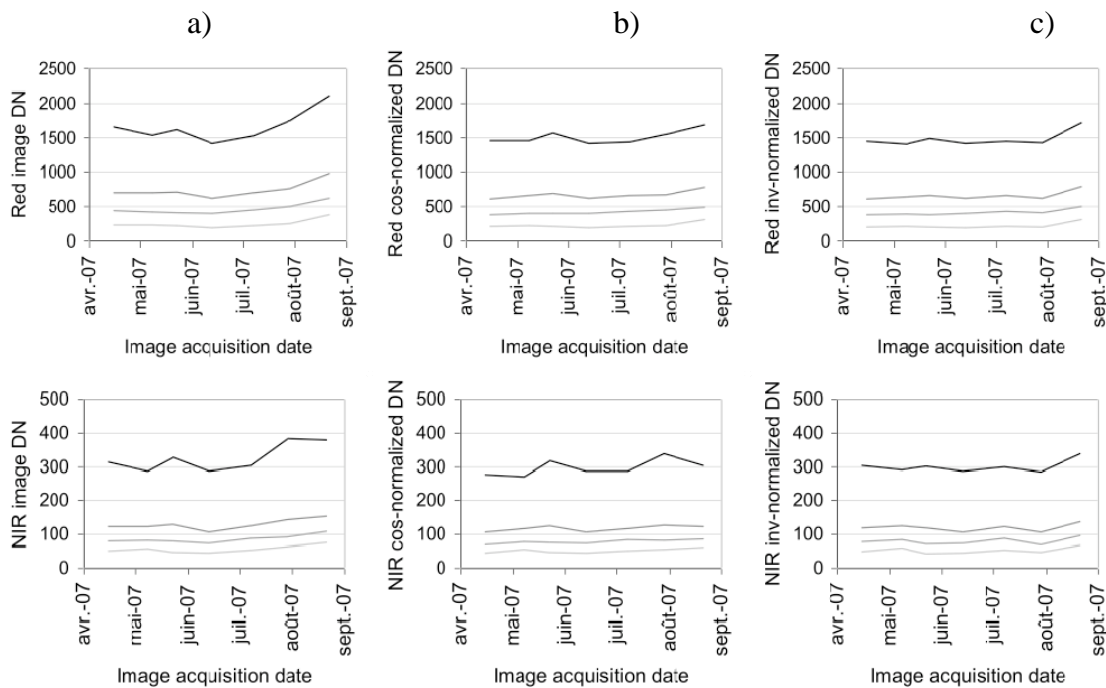 a) b) c)
Red image DN
2500
2000
1500
1000
500
0
avr.-07
mai-07
juin-07
juil.-07
août-07
sept.-07
Image acquisition date
Red cos-normalized DN
2500
2000
1500
1000
500
0
avr.-07
mai-07
juin-07
juil.-07
août-07
sept.-07
Image acquisition date
Red inv-normalized DN
2500
2000
1500
1000
500
0
avr.-07
mai-07
juin-07
juil.-07
août-07
sept.-07
Image acquisition date
NIR image DN
500
400
300
200
100
0
avr.-07
mai-07
juin-07
juil.-07
août-07
sept.-07
Image acquisition date
NIR cos-normalized DN
500
400
300
200
100
0
avr.-07
mai-07
juin-07
juil.-07
août-07
sept.-07
Image acquisition date
NIR inv-normalized DN
500
400
300
200
100
0
avr.-07
mai-07
juin-07
juil.-07
août-07
sept.-07
Image acquisition date